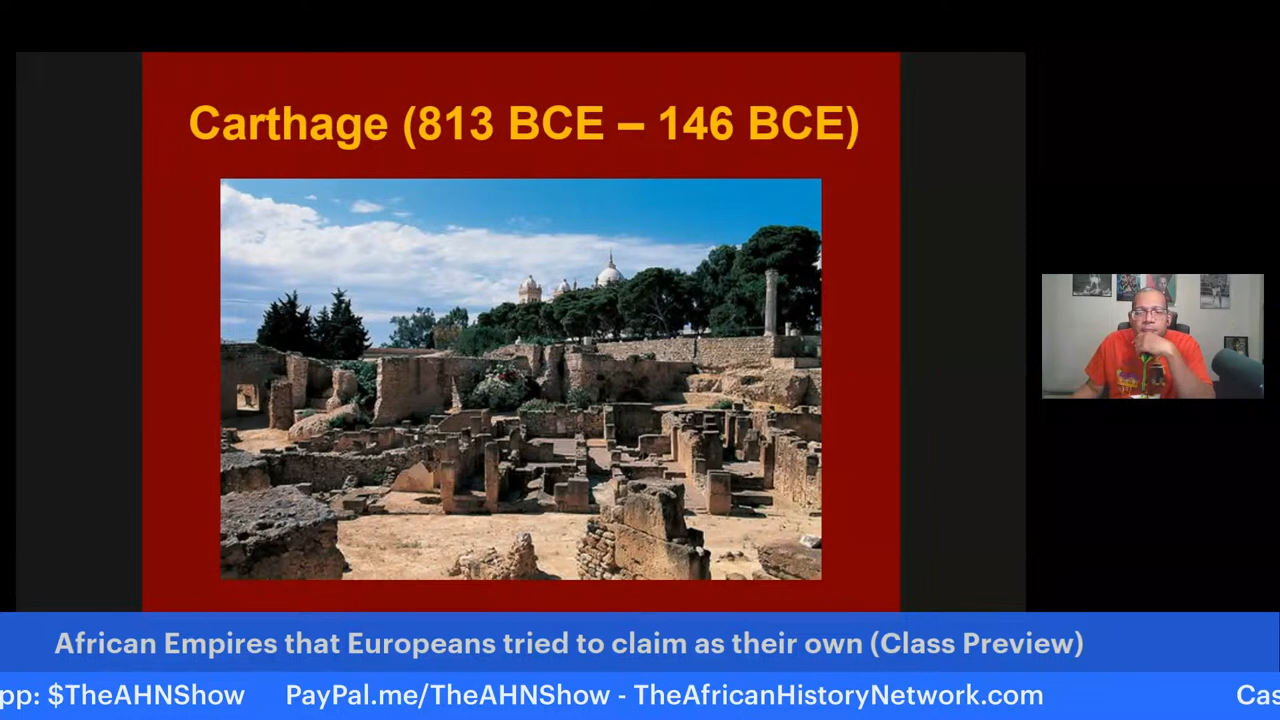 Carthage (813 BCE – 146 BCE)
African Empires that Europeans tried to claim as their own (Class Preview)
pp: $TheAHNShow PayPal.me/TheAHNShow - TheAfricanHistoryNetwork.com Cas